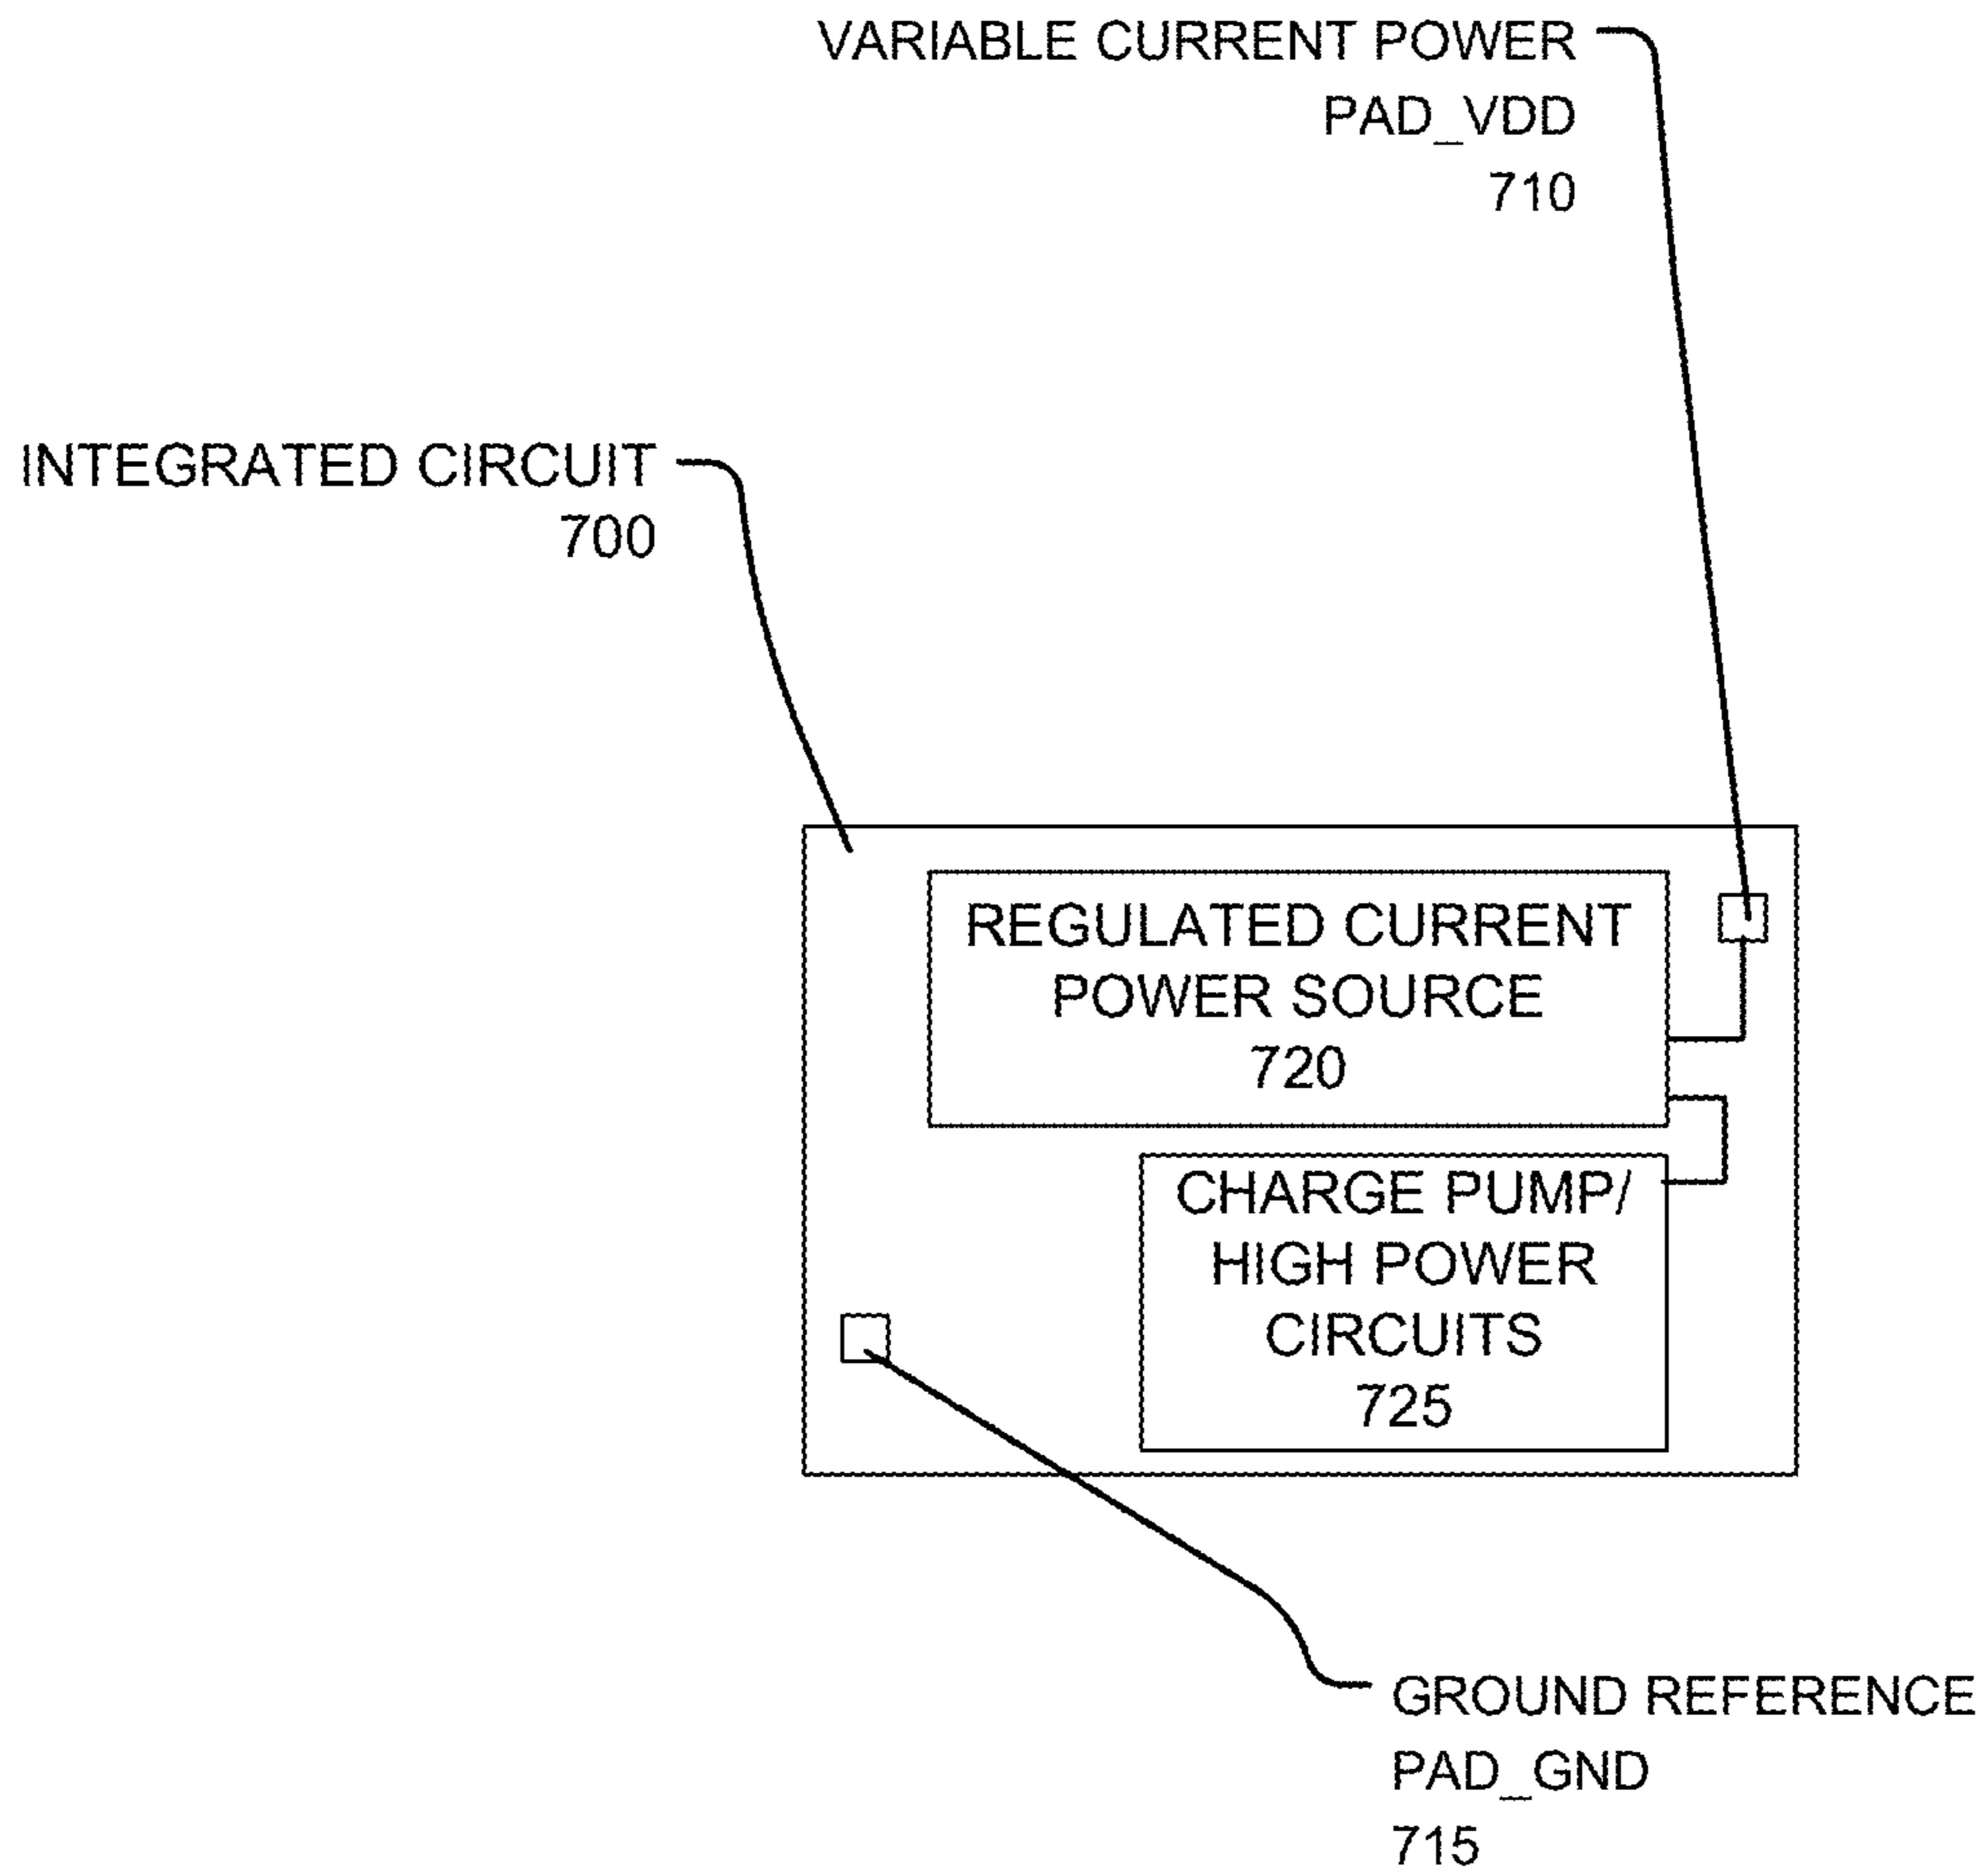 VARIABLE CURRENT POWER
PAD_VDD
710
INTEGRATED CIRCUIT
700
REGULATED CURRENT
POWER SOURCE
720
CHARGE PUMP/
HIGH POWER
CIRCUITS
725
GROUND REFERENCE
PAD_GND
715